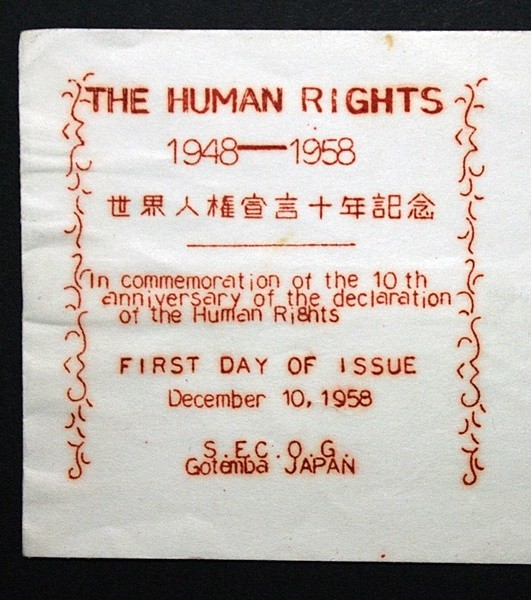 THE HUMAN RIGHTS
1948—1958
世界人権宣言十年記念
In commemoration of the 10th
anniversary of the declaration
of the Human Rights
FIRST DAY OF ISSUE
December 10, 1958
S.E.C.O.G.
Gotemba JAPAN